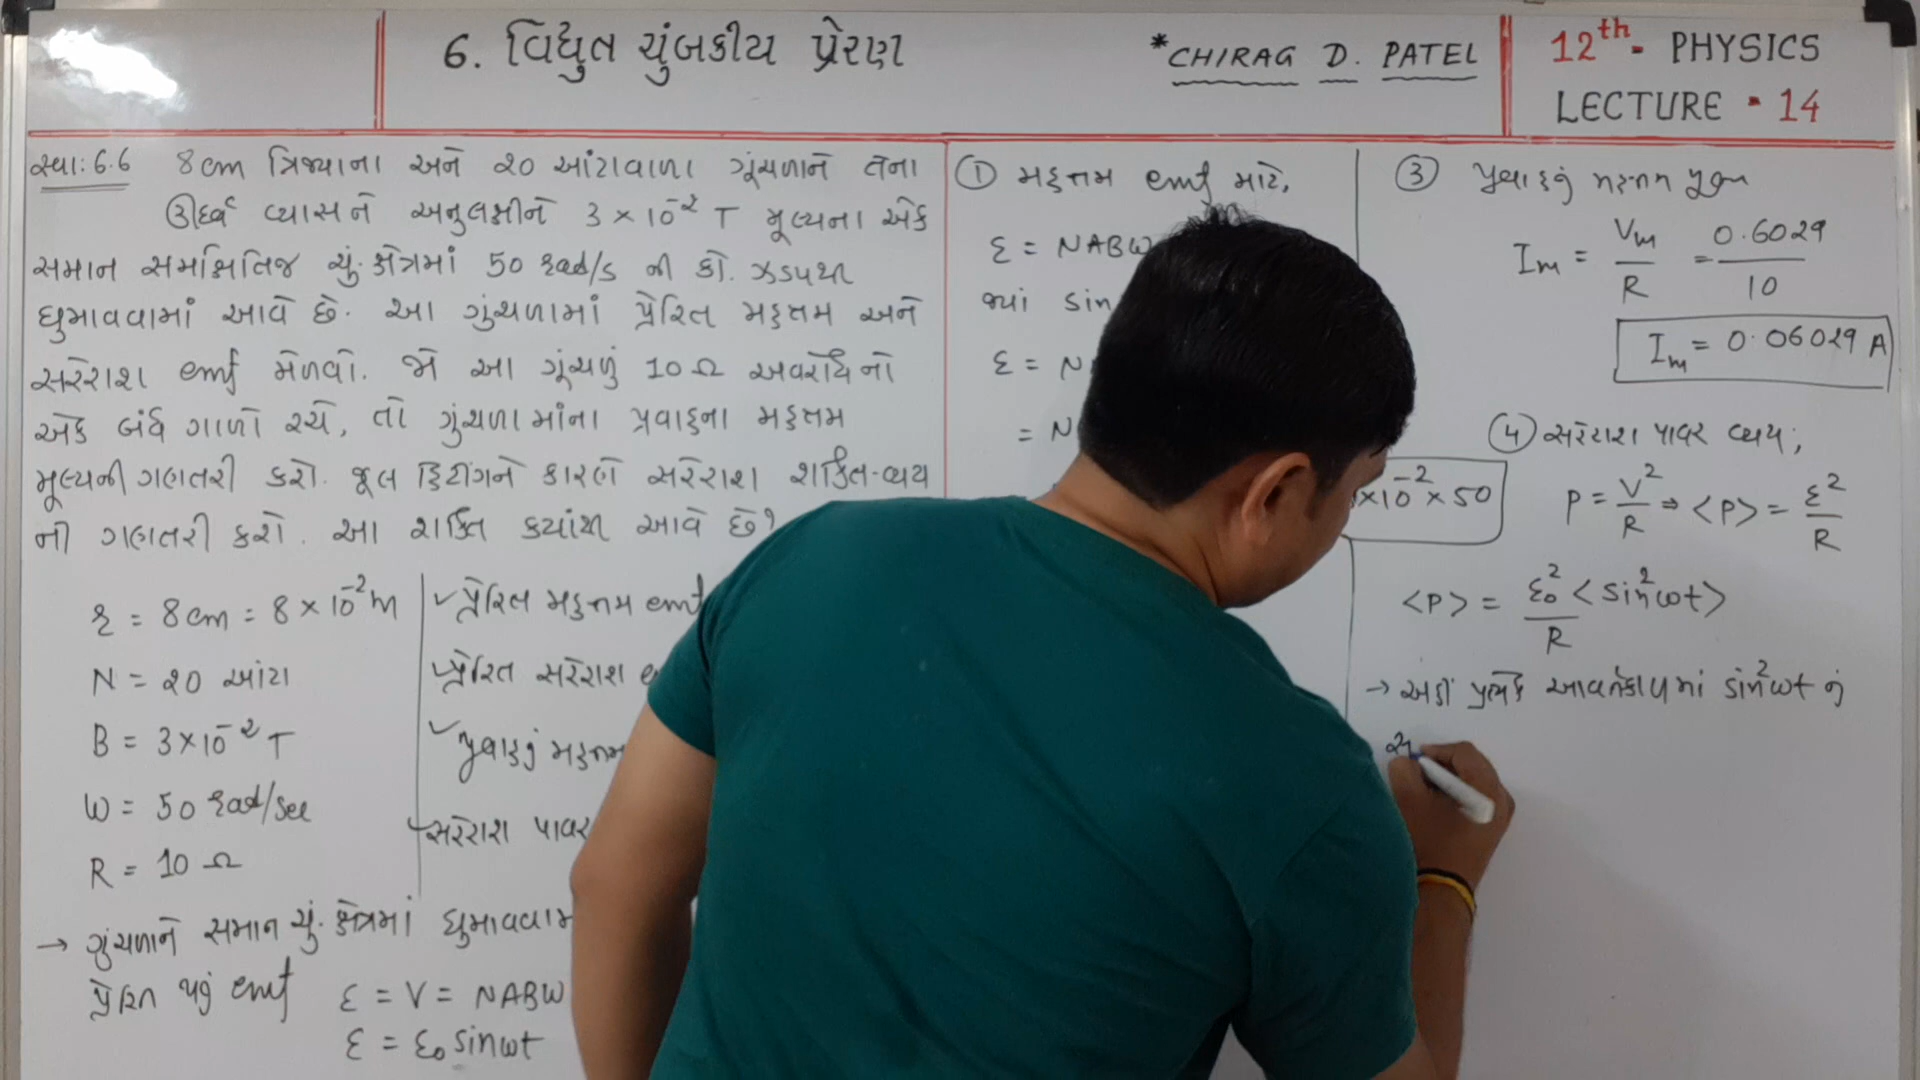 6. વિદ્યુત ચુંબકીય પ્રેરણ
*CHIRAG D. PATEL
12th- PHYSICS
LECTURE - 14
સ્વા: 6.6 8cm ત્રિજ્યાના અને 20 આંટાવાળા ગૂંચળાને તેના
ઊર્ધ્વ વ્યાસને અનુલક્ષીને 3 × 10⁻² T મૂલ્યના એક
સમાન સમક્ષિતિજ ચું. ક્ષેત્રમાં 50 rad/s ની કો. ઝડપથી
ઘુમાવવામાં આવે છે. આ ગુંચળામાં પ્રેરિત મહત્તમ અને
સરેરાશ emf મેળવો. જો આ ગૂંચળું 10 Ω અવરોધનો
એક બંધ ગાળો રચે, તો ગુંચળામાંના પ્રવાહના મહત્તમ
મૂલ્યની ગણતરી કરો. જૂલ હિટીંગને કારણે સરેરાશ શક્તિ-વ્યય
ની ગણતરી કરો. આ શક્તિ ક્યાંથી આવે છે?
r = 8cm = 8 × 10⁻² m
N = 20 આંટા
B = 3×10⁻² T
W = 50 rad/sec
R = 10 Ω
✓ પ્રેરિત મહત્તમ emf
✓ પ્રેરિત સરેરાશ e
✓ પ્રવાહનું મહત્તમ
✓ સરેરાશ પાવર
→ ગુંચળાને સમાન ચું. ક્ષેત્રમાં ઘુમાવવામ
પ્રેરિત થતું emf ε = V = NABW
ε = ε₀ sinωt
① મહત્તમ emf માટે,
ε = NABW
જ્યાં sin
ε = N
= N
×10⁻² × 50
③ પ્રવાહનું મહત્તમ મૂલ્ય
Iₘ = Vₘ/R = 0.6029/10
Iₘ = 0.06029 A
④ સરેરાશ પાવર વ્યય,
P = V²/R ⇒ <P> = ε²/R
<P> = ε₀²/R <sin²ωt>
→ અહીં પ્રત્યેક આવર્તકાળમાં sin²ωt નું